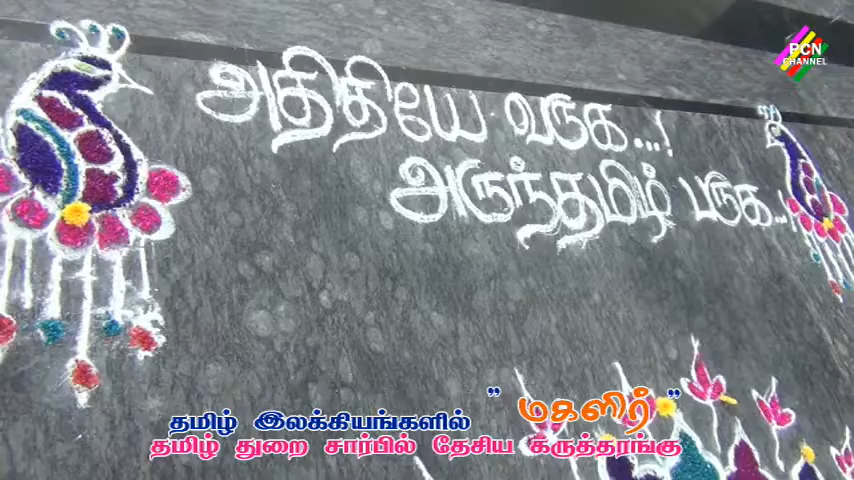 PCN
CHANNEL
அதிதியே வருக...!
அருந்தமிழ் பருக...
தமிழ் இலக்கியங்களில் " மகளிர் "
தமிழ் துறை சார்பில் தேசிய கருத்தரங்கு